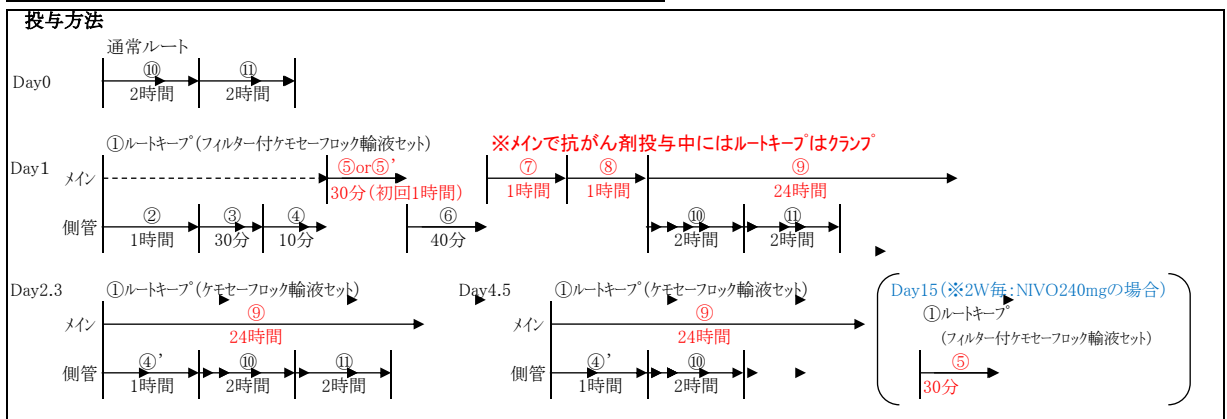 投与方法
通常ルート
Day0
⑩ ⑪
2時間 2時間
①ルートキープ(フィルター付ケモセーフロック輸液セット)
※メインで抗がん剤投与中にはルートキープはクランプ
Day1
メイン
⑤or⑤’ ⑦ ⑧ ⑨
30分(初回1時間) 1時間 1時間 24時間
側管
② ③ ④ ⑥ ⑩ ⑪
1時間 30分 10分 40分 2時間 2時間
Day2.3
①ルートキープ(ケモセーフロック輸液セット)
メイン
⑨
24時間
側管
④’ ⑩ ⑪
1時間 2時間 2時間
Day4.5
①ルートキープ(ケモセーフロック輸液セット)
メイン
⑨
24時間
側管
④’ ⑩
1時間 2時間
Day15(※2W毎:NIVO240mgの場合)
①ルートキープ
(フィルター付ケモセーフロック輸液セット)
⑤
30分